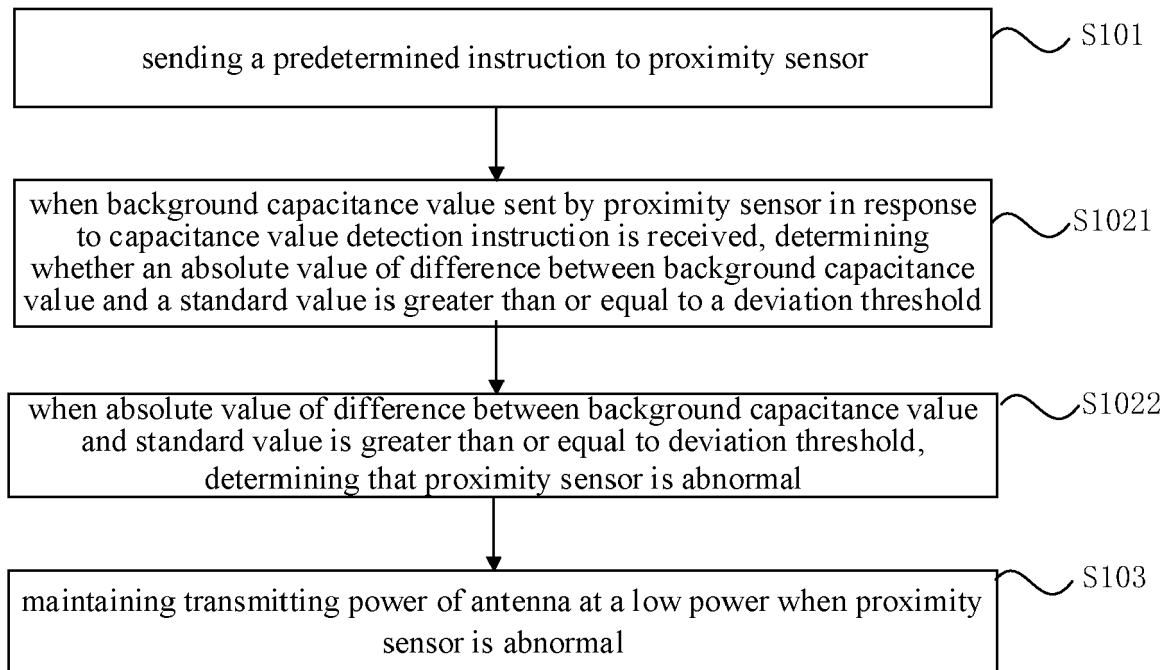 sending a predetermined instruction to proximity sensor
S101
when background capacitance value sent by proximity sensor in response
to capacitance value detection instruction is received, determining
whether an absolute value of difference between background capacitance
value and a standard value is greater than or equal to a deviation threshold
S1021
when absolute value of difference between background capacitance value
and standard value is greater than or equal to deviation threshold,
determining that proximity sensor is abnormal
S1022
maintaining transmitting power of antenna at a low power when proximity
sensor is abnormal
S103